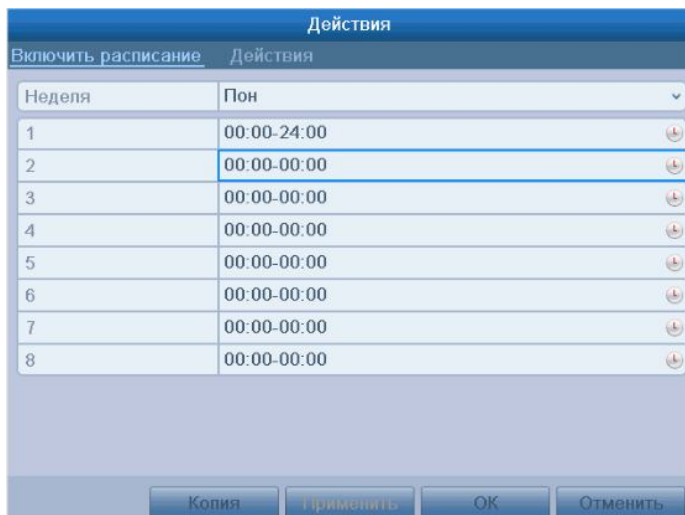 Действия
Включить расписание Действия
Неделя Пон
1 00:00-24:00
2 00:00-00:00
3 00:00-00:00
4 00:00-00:00
5 00:00-00:00
6 00:00-00:00
7 00:00-00:00
8 00:00-00:00
Копия Применить OK Отменить